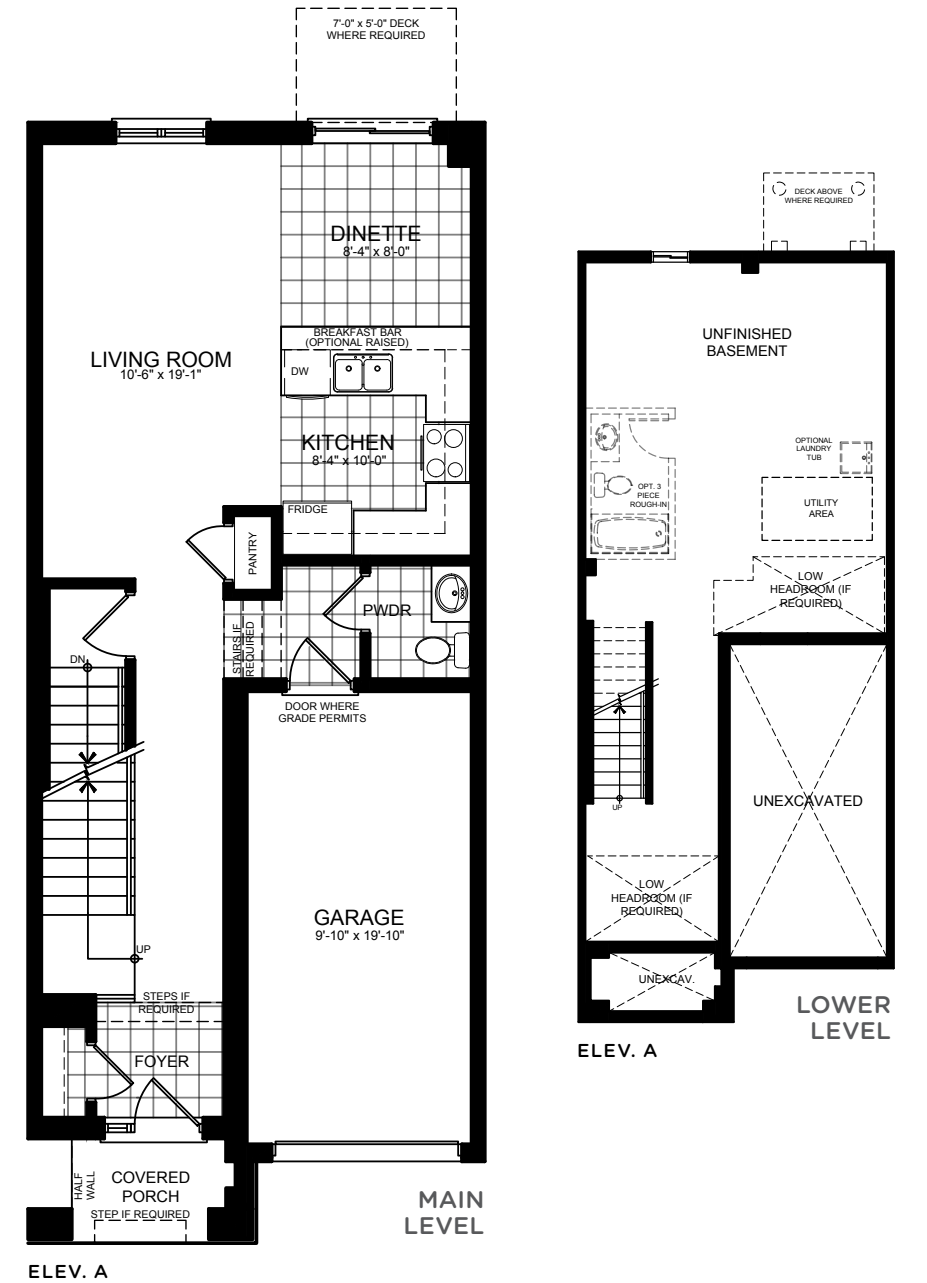 7'-0" x 5'-0" DECK
WHERE REQUIRED
DINETTE
8'-4" x 8'-0"
BREAKFAST BAR
(OPTIONAL RAISED)
LIVING ROOM
10'-6" x 19'-1"
DW
KITCHEN
8'-4" x 10'-0"
FRIDGE
PANTRY
PWDR
STAIRS IF
REQUIRED
DN
DOOR WHERE
GRADE PERMITS
GARAGE
9'-10" x 19'-10"
UP
STEPS IF
REQUIRED
FOYER
HALF
WALL
COVERED
PORCH
STEP IF REQUIRED
MAIN
LEVEL
ELEV. A
DECK ABOVE
WHERE REQUIRED
UNFINISHED
BASEMENT
OPTIONAL
LAUNDRY
TUB
OPT. 3
PIECE
ROUGH-IN
UTILITY
AREA
LOW
HEADROOM (IF
REQUIRED)
UP
UNEXCAVATED
LOW
HEADROOM (IF
REQUIRED)
UNEXCAV.
LOWER
LEVEL
ELEV. A